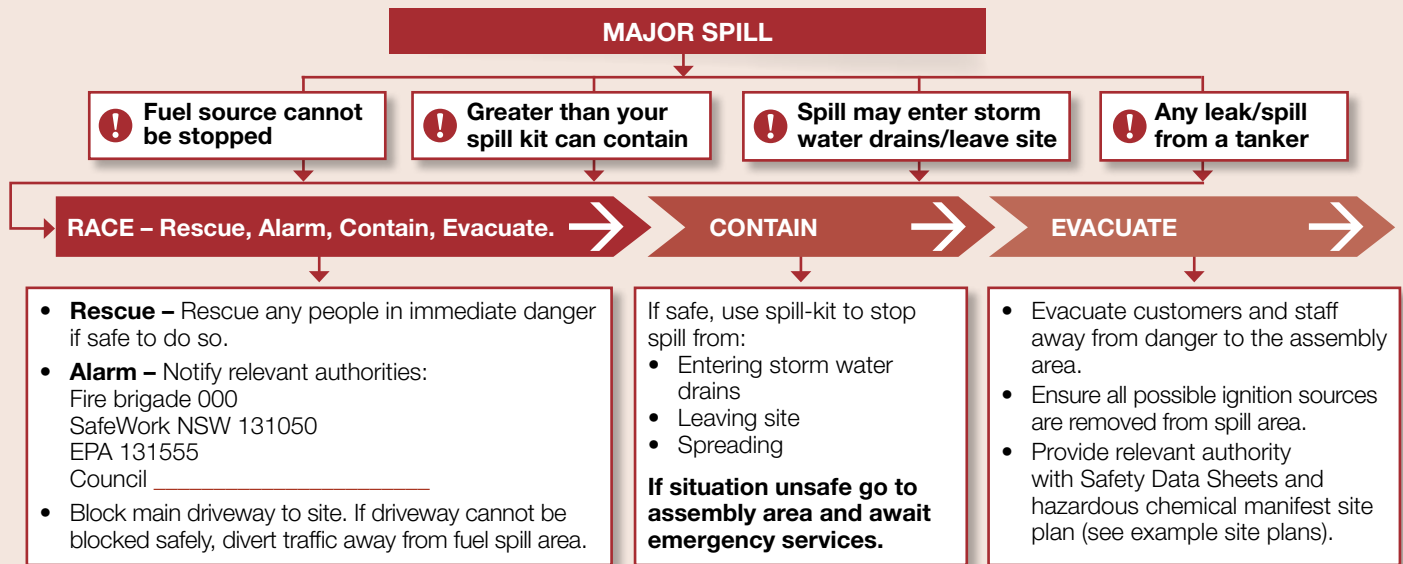 MAJOR SPILL
! Fuel source cannot
be stopped
! Greater than your
spill kit can contain
! Spill may enter storm
water drains/leave site
! Any leak/spill
from a tanker
RACE – Rescue, Alarm, Contain, Evacuate.
CONTAIN
EVACUATE
• Rescue – Rescue any people in immediate danger
if safe to do so.
• Alarm – Notify relevant authorities:
Fire brigade 000
SafeWork NSW 131050
EPA 131555
Council ______________________
• Block main driveway to site. If driveway cannot be
blocked safely, divert traffic away from fuel spill area.
If safe, use spill-kit to stop
spill from:
• Entering storm water
drains
• Leaving site
• Spreading
If situation unsafe go to
assembly area and await
emergency services.
• Evacuate customers and staff
away from danger to the assembly
area.
• Ensure all possible ignition sources
are removed from spill area.
• Provide relevant authority
with Safety Data Sheets and
hazardous chemical manifest site
plan (see example site plans).